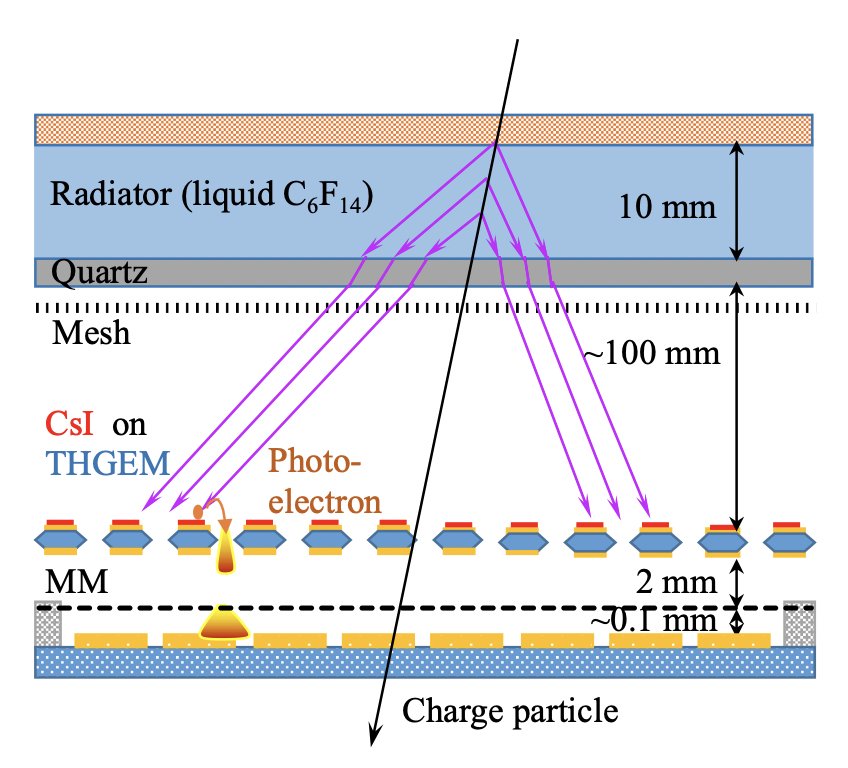 Radiator (liquid C₆F₁₄)
10 mm
Quartz
Mesh
~100 mm
CsI on
THGEM
Photo-
electron
MM
2 mm
~0.1 mm
Charge particle